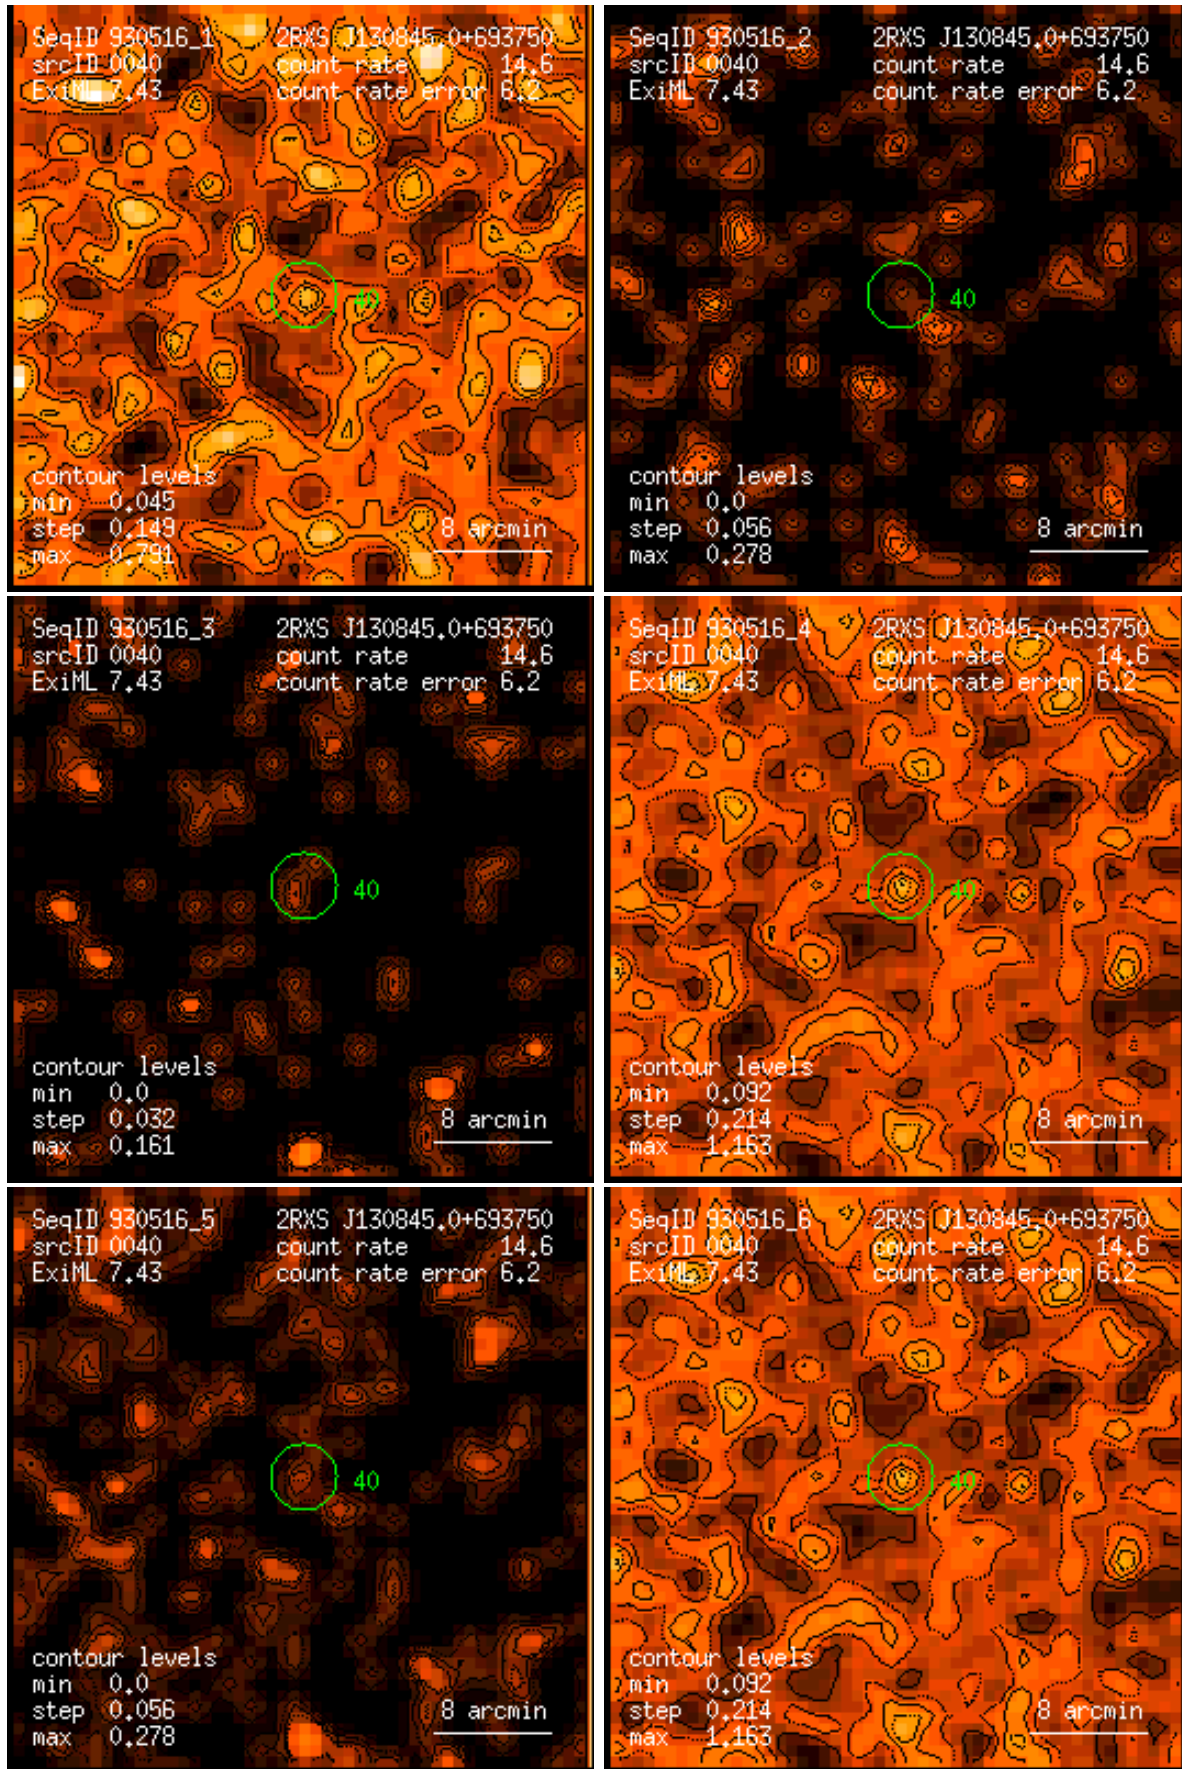 SeqID 930516_1 2RXS J130845.0+693750
srcID 0040 count rate 14.6
ExiML 7.43 count rate error 6.2
40
contour levels
min 0.045
step 0.149 8 arcmin
max 0.791
SeqID 930516_2 2RXS J130845.0+693750
srcID 0040 count rate 14.6
ExiML 7.43 count rate error 6.2
40
contour levels
min 0.0
step 0.056 8 arcmin
max 0.278
SeqID 930516_3 2RXS J130845.0+693750
srcID 0040 count rate 14.6
ExiML 7.43 count rate error 6.2
40
contour levels
min 0.0
step 0.032 8 arcmin
max 0.161
SeqID 930516_4 2RXS J130845.0+693750
srcID 0040 count rate 14.6
ExiML 7.43 count rate error 6.2
40
contour levels
min 0.092
step 0.214 8 arcmin
max 1.163
SeqID 930516_5 2RXS J130845.0+693750
srcID 0040 count rate 14.6
ExiML 7.43 count rate error 6.2
40
contour levels
min 0.0
step 0.056 8 arcmin
max 0.278
SeqID 930516_6 2RXS J130845.0+693750
srcID 0040 count rate 14.6
ExiML 7.43 count rate error 6.2
40
contour levels
min 0.092
step 0.214 8 arcmin
max 1.163